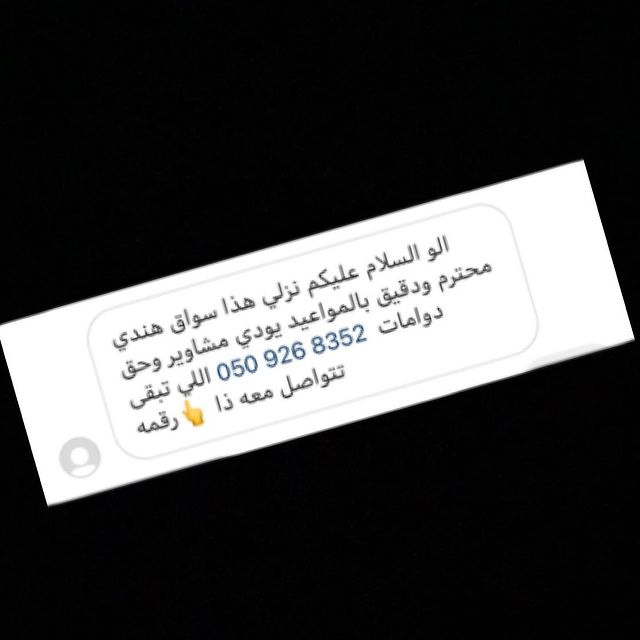 الو السلام عليكم نزلي هذا سواق هندي
محترم ودقيق بالمواعيد يودي مشاوير وحق
دوامات 050 926 8352 اللي تبقى
تتواصل معه ذا 👆رقمه